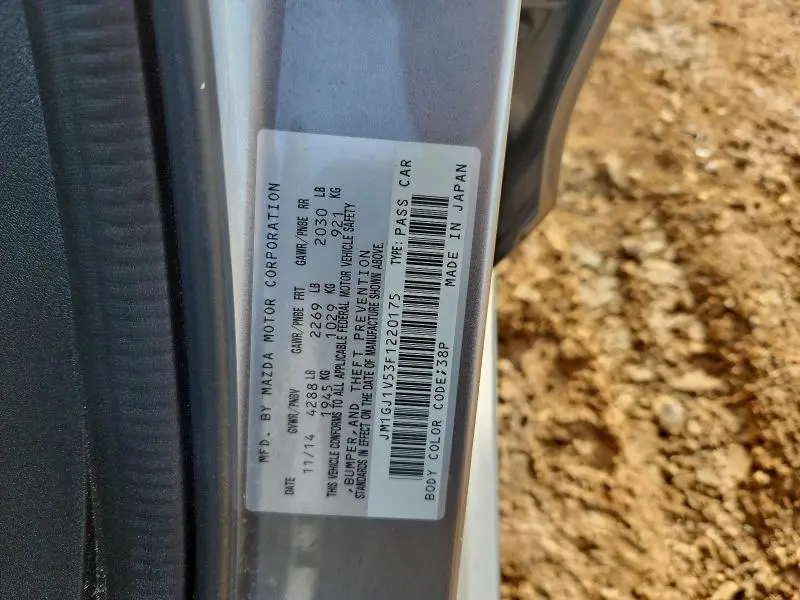 MFD. BY MAZDA MOTOR CORPORATION
DATE GVWR/PNBV GAWR/PNBE FRT GAWR/PNBE RR
11/14 4288 LB 2269 LB 2030 LB
1945 KG 1029 KG 921 KG
THIS VEHICLE CONFORMS TO ALL APPLICABLE FEDERAL MOTOR VEHICLE SAFETY
,BUMPER,AND THEFT PREVENTION
STANDARDS IN EFFECT ON THE DATE OF MANUFACTURE SHOWN ABOVE.
JM1GJ1V53F1220175 TYPE: PASS CAR
BODY COLOR CODE;38P MADE IN JAPAN